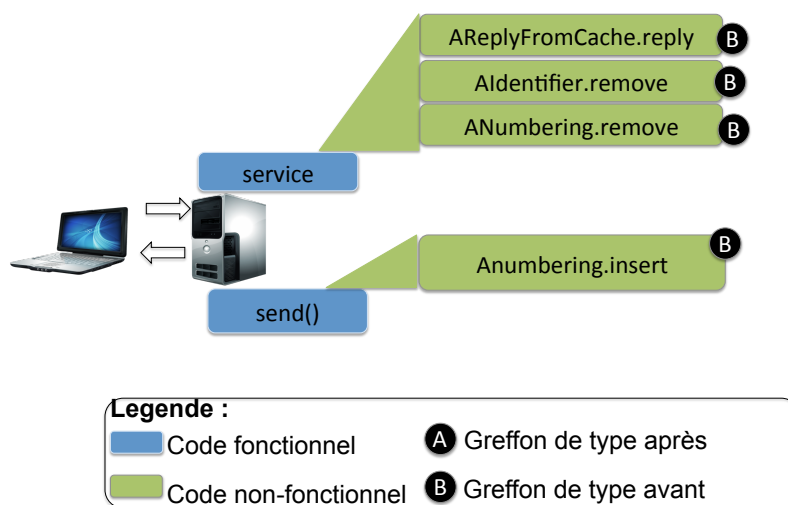 AReplyFromCache.reply B
AIdentifier.remove B
ANumbering.remove B
service
Anumbering.insert B
send()
Legende :
Code fonctionnel A Greffon de type après
Code non-fonctionnel B Greffon de type avant